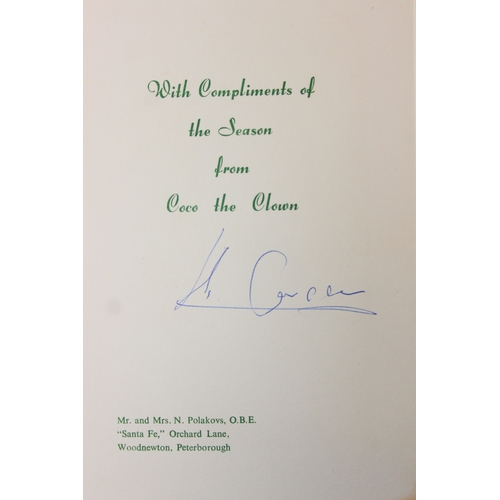 With Compliments of
the Season
from
Coco the Clown
Mr. and Mrs. N. Polakovs, O.B.E.
"Santa Fe," Orchard Lane,
Woodnewton, Peterborough